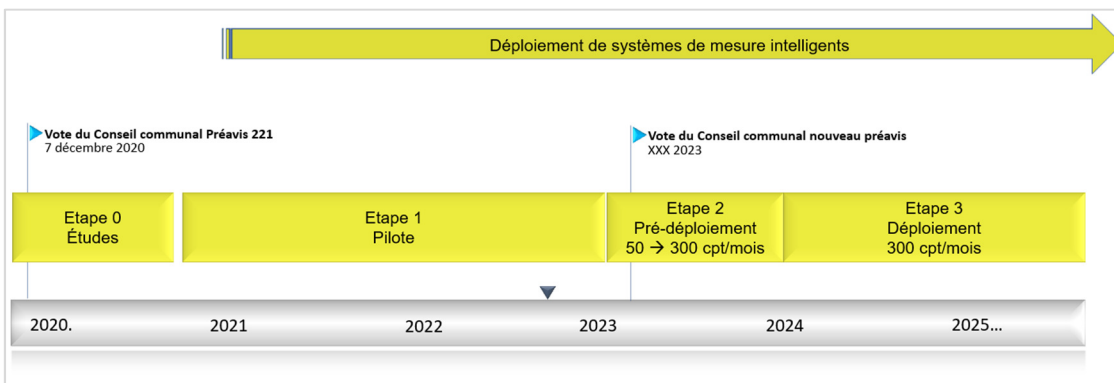 Déploiement de systèmes de mesure intelligents
Vote du Conseil communal Préavis 221
7 décembre 2020
Vote du Conseil communal nouveau préavis
XXX 2023
Etape 0
Études
Etape 1
Pilote
Etape 2
Pré-déploiement
50 → 300 cpt/mois
Etape 3
Déploiement
300 cpt/mois
2020. 2021 2022 2023 2024 2025...